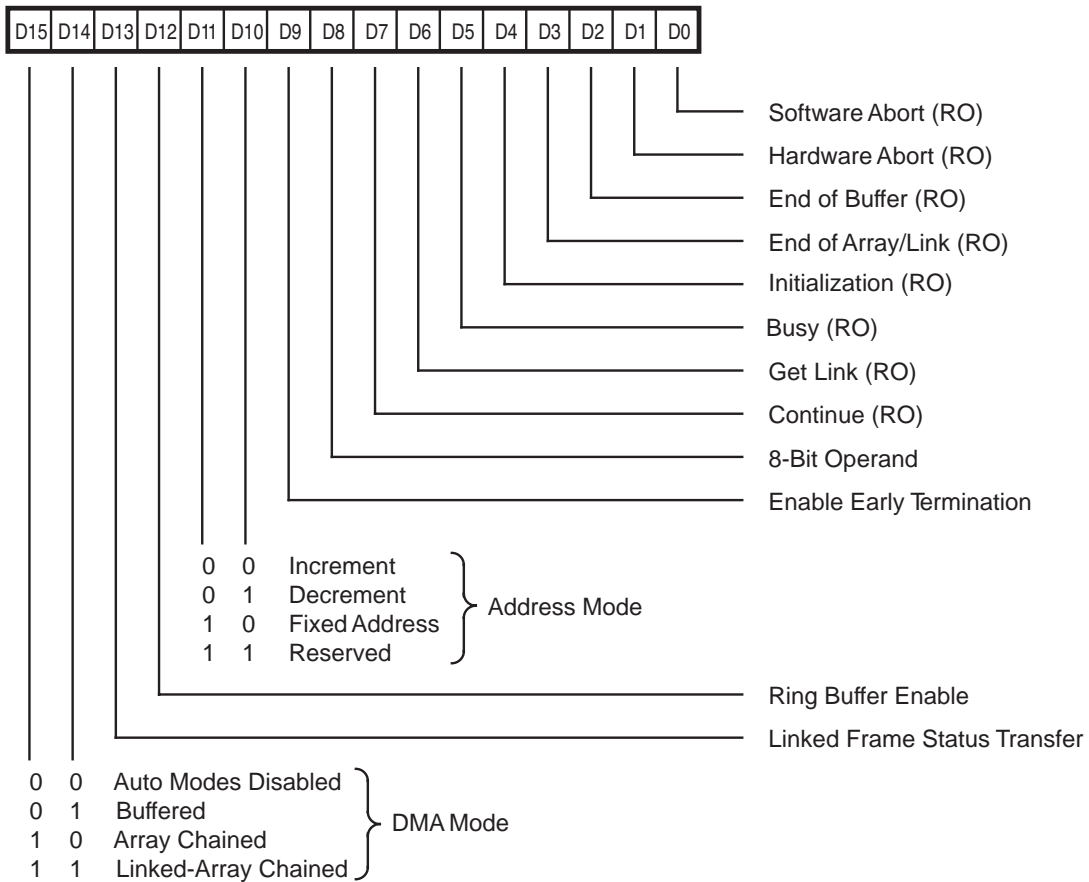 D15 D14 D13 D12 D11 D10 D9 D8 D7 D6 D5 D4 D3 D2 D1 D0
Software Abort (RO)
Hardware Abort (RO)
End of Buffer (RO)
End of Array/Link (RO)
Initialization (RO)
Busy (RO)
Get Link (RO)
Continue (RO)
8-Bit Operand
Enable Early Termination
0 0 Increment
0 1 Decrement
1 0 Fixed Address
1 1 Reserved
Address Mode
Ring Buffer Enable
Linked Frame Status Transfer
0 0 Auto Modes Disabled
0 1 Buffered
1 0 Array Chained
1 1 Linked-Array Chained
DMA Mode